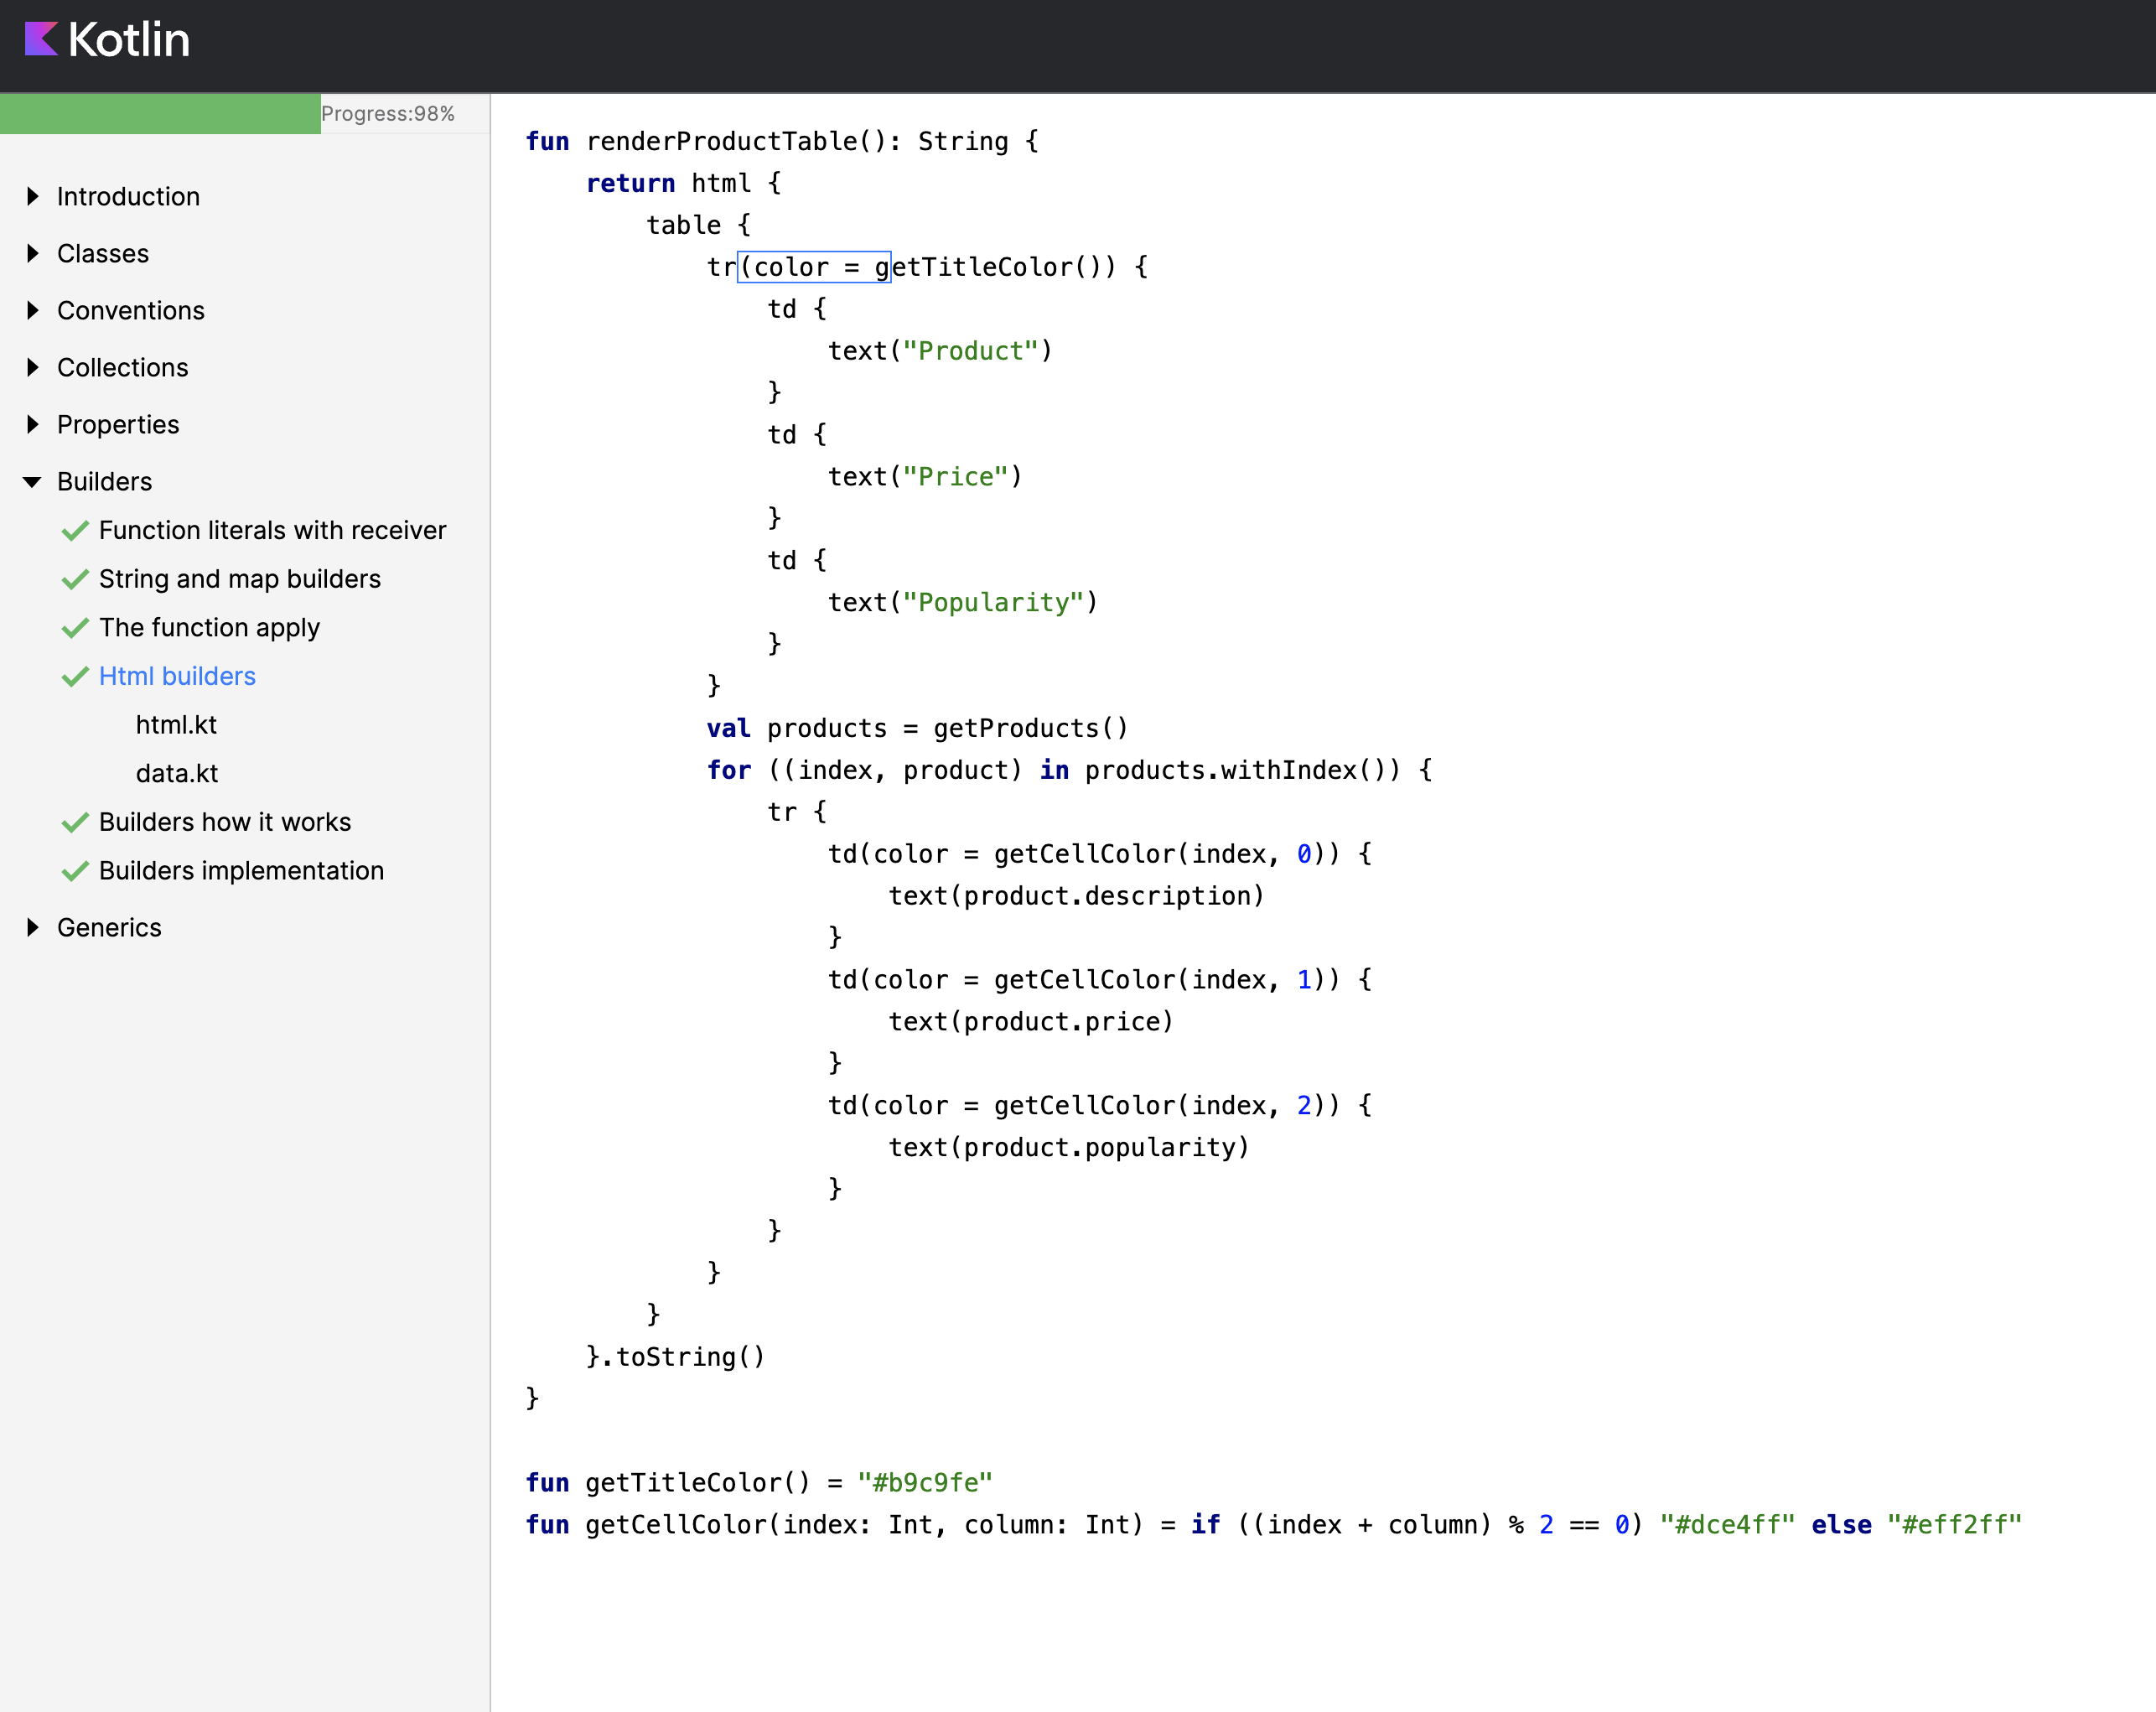 Kotlin
Progress:98%
Introduction
Classes
Conventions
Collections
Properties
Builders
Function literals with receiver
String and map builders
The function apply
Html builders
html.kt
data.kt
Builders how it works
Builders implementation
Generics
fun renderProductTable(): String {
    return html {
        table {
            tr(color = getTitleColor()) {
                td {
                    text("Product")
                }
                td {
                    text("Price")
                }
                td {
                    text("Popularity")
                }
            }
            val products = getProducts()
            for ((index, product) in products.withIndex()) {
                tr {
                    td(color = getCellColor(index, 0)) {
                        text(product.description)
                    }
                    td(color = getCellColor(index, 1)) {
                        text(product.price)
                    }
                    td(color = getCellColor(index, 2)) {
                        text(product.popularity)
                    }
                }
            }
        }
    }.toString()
}
fun getTitleColor() = "#b9c9fe"
fun getCellColor(index: Int, column: Int) = if ((index + column) % 2 == 0) "#dce4ff" else "#eff2ff"